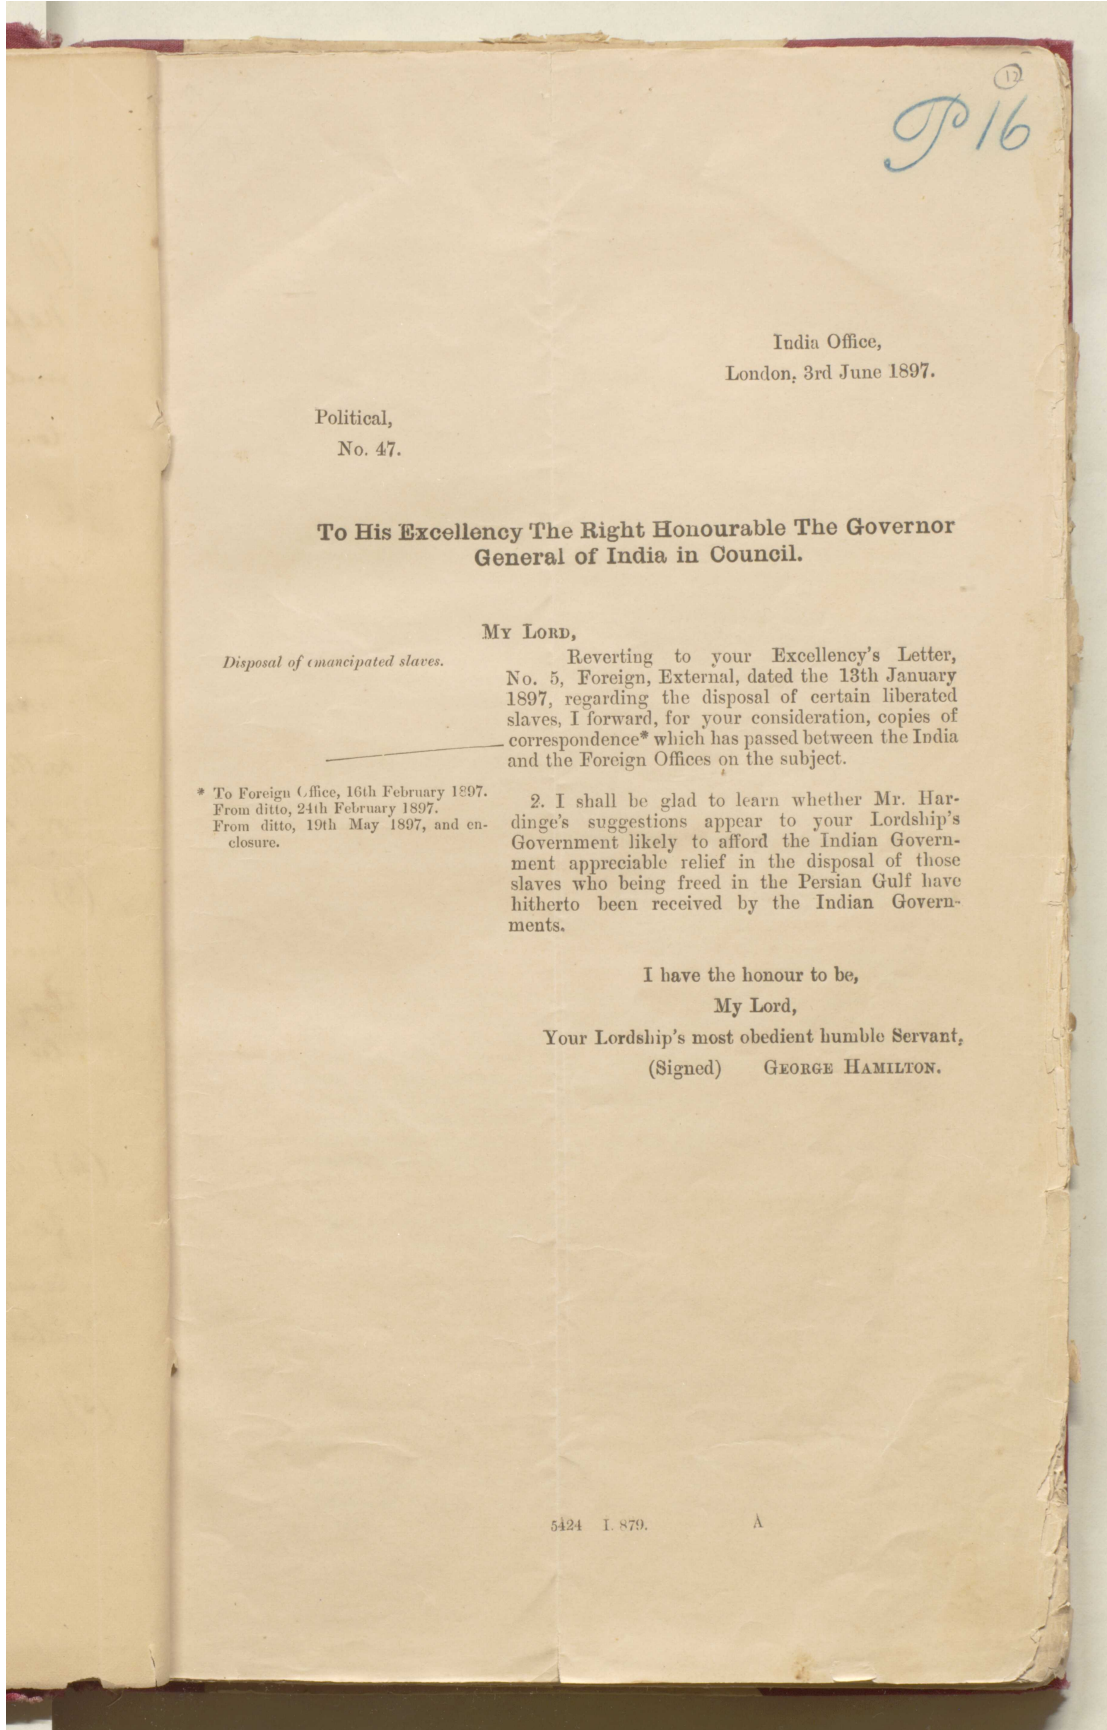 12
P 16
India Office,
London, 3rd June 1897.
Political,
No. 47.
To His Excellency The Right Honourable The Governor
General of India in Council.
My Lord,
Disposal of emancipated slaves.
Reverting to your Excellency's Letter,
No. 5, Foreign, External, dated the 13th January
1897, regarding the disposal of certain liberated
slaves, I forward, for your consideration, copies of
correspondence* which has passed between the India
and the Foreign Offices on the subject.
* To Foreign Office, 16th February 1897.
From ditto, 24th February 1897.
From ditto, 19th May 1897, and en-
closure.
2. I shall be glad to learn whether Mr. Har-
dinge's suggestions appear to your Lordship's
Government likely to afford the Indian Govern-
ment appreciable relief in the disposal of those
slaves who being freed in the Persian Gulf have
hitherto been received by the Indian Govern-
ments.
I have the honour to be,
My Lord,
Your Lordship's most obedient humble Servant,
(Signed) George Hamilton.
5424 I. 879. A